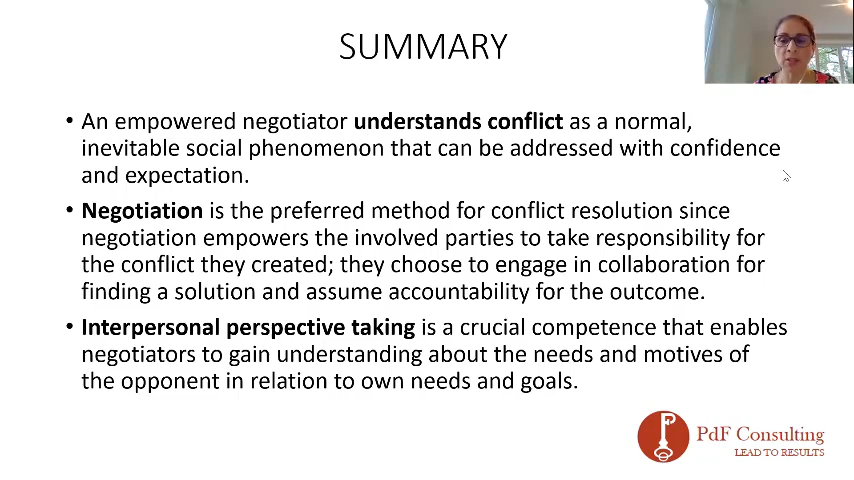 SUMMARY
• An empowered negotiator understands conflict as a normal,
inevitable social phenomenon that can be addressed with confidence
and expectation.
• Negotiation is the preferred method for conflict resolution since
negotiation empowers the involved parties to take responsibility for
the conflict they created; they choose to engage in collaboration for
finding a solution and assume accountability for the outcome.
• Interpersonal perspective taking is a crucial competence that enables
negotiators to gain understanding about the needs and motives of
the opponent in relation to own needs and goals.
PdF Consulting
LEAD TO RESULTS